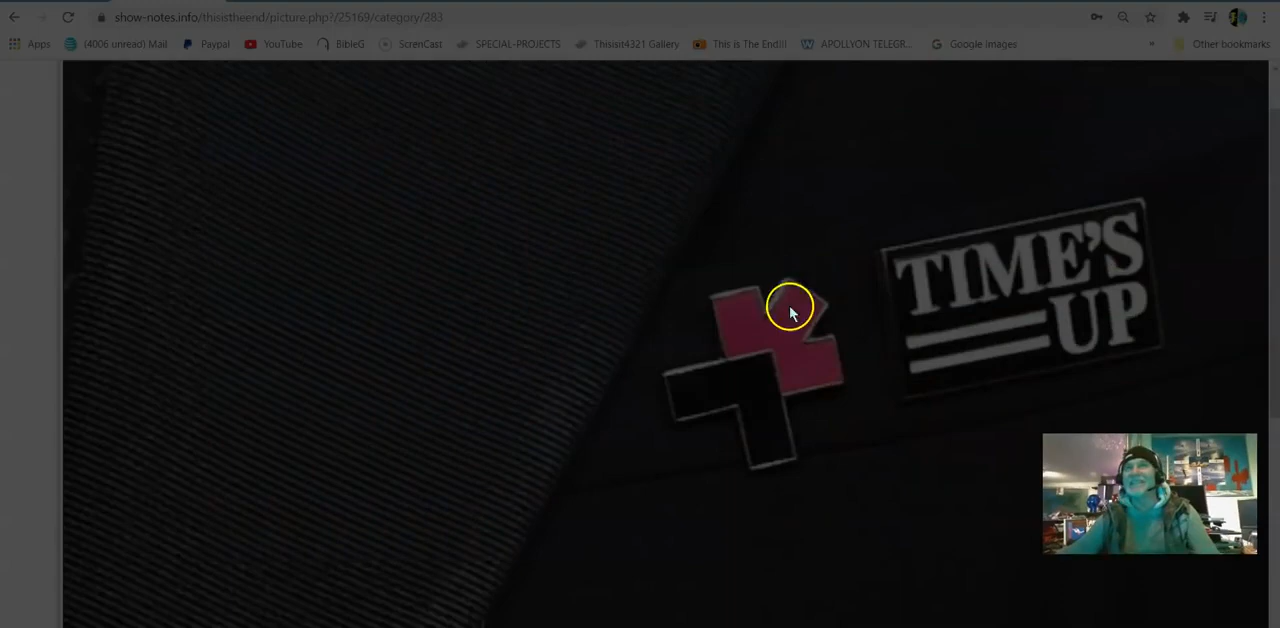 show-notes.info/thisistheend/picture.php?/25169/category/283
Apps (4006 unread) Mail Paypal YouTube BibleG ScrenCast SPECIAL-PROJECTS Thisisit4321 Gallery This is The End!!! APOLLYON TELEGR... Google Images » Other bookmarks
TIME'S
UP